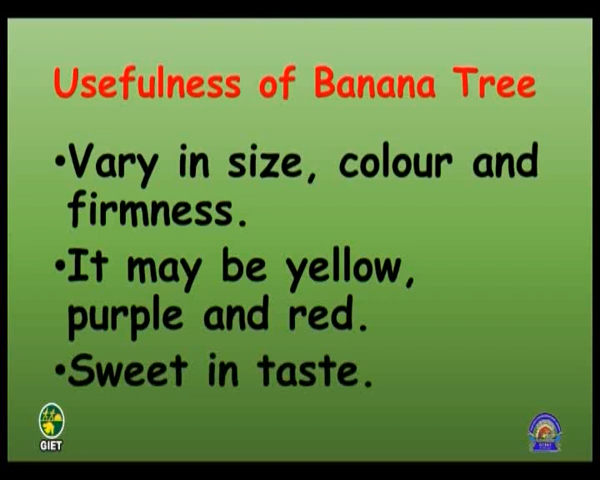 Usefulness of Banana Tree
•Vary in size, colour and
firmness.
•It may be yellow,
purple and red.
•Sweet in taste.
GIET